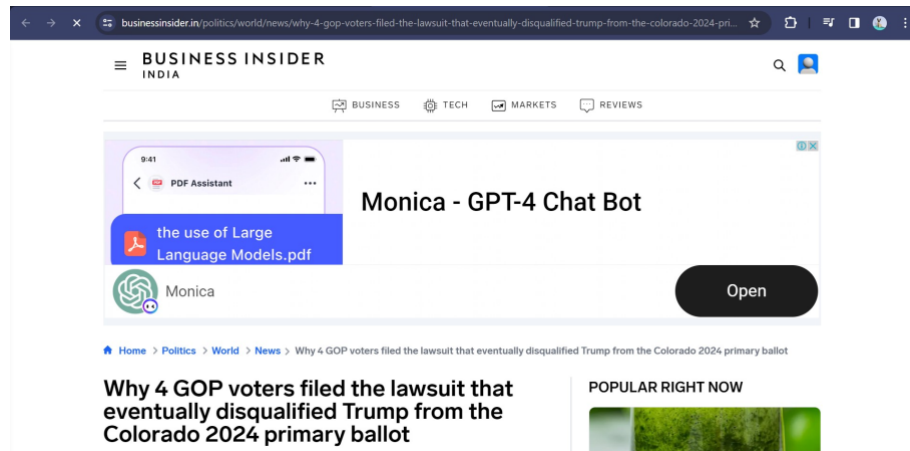 businessinsider.in/politics/world/news/why-4-gop-voters-filed-the-lawsuit-that-eventually-disqualified-trump-from-the-colorado-2024-pri...
BUSINESS INSIDER
INDIA
BUSINESS TECH MARKETS REVIEWS
9:41
PDF Assistant
the use of Large
Language Models.pdf
Monica - GPT-4 Chat Bot
Monica
Open
Home > Politics > World > News > Why 4 GOP voters filed the lawsuit that eventually disqualified Trump from the Colorado 2024 primary ballot
Why 4 GOP voters filed the lawsuit that
eventually disqualified Trump from the
Colorado 2024 primary ballot
POPULAR RIGHT NOW